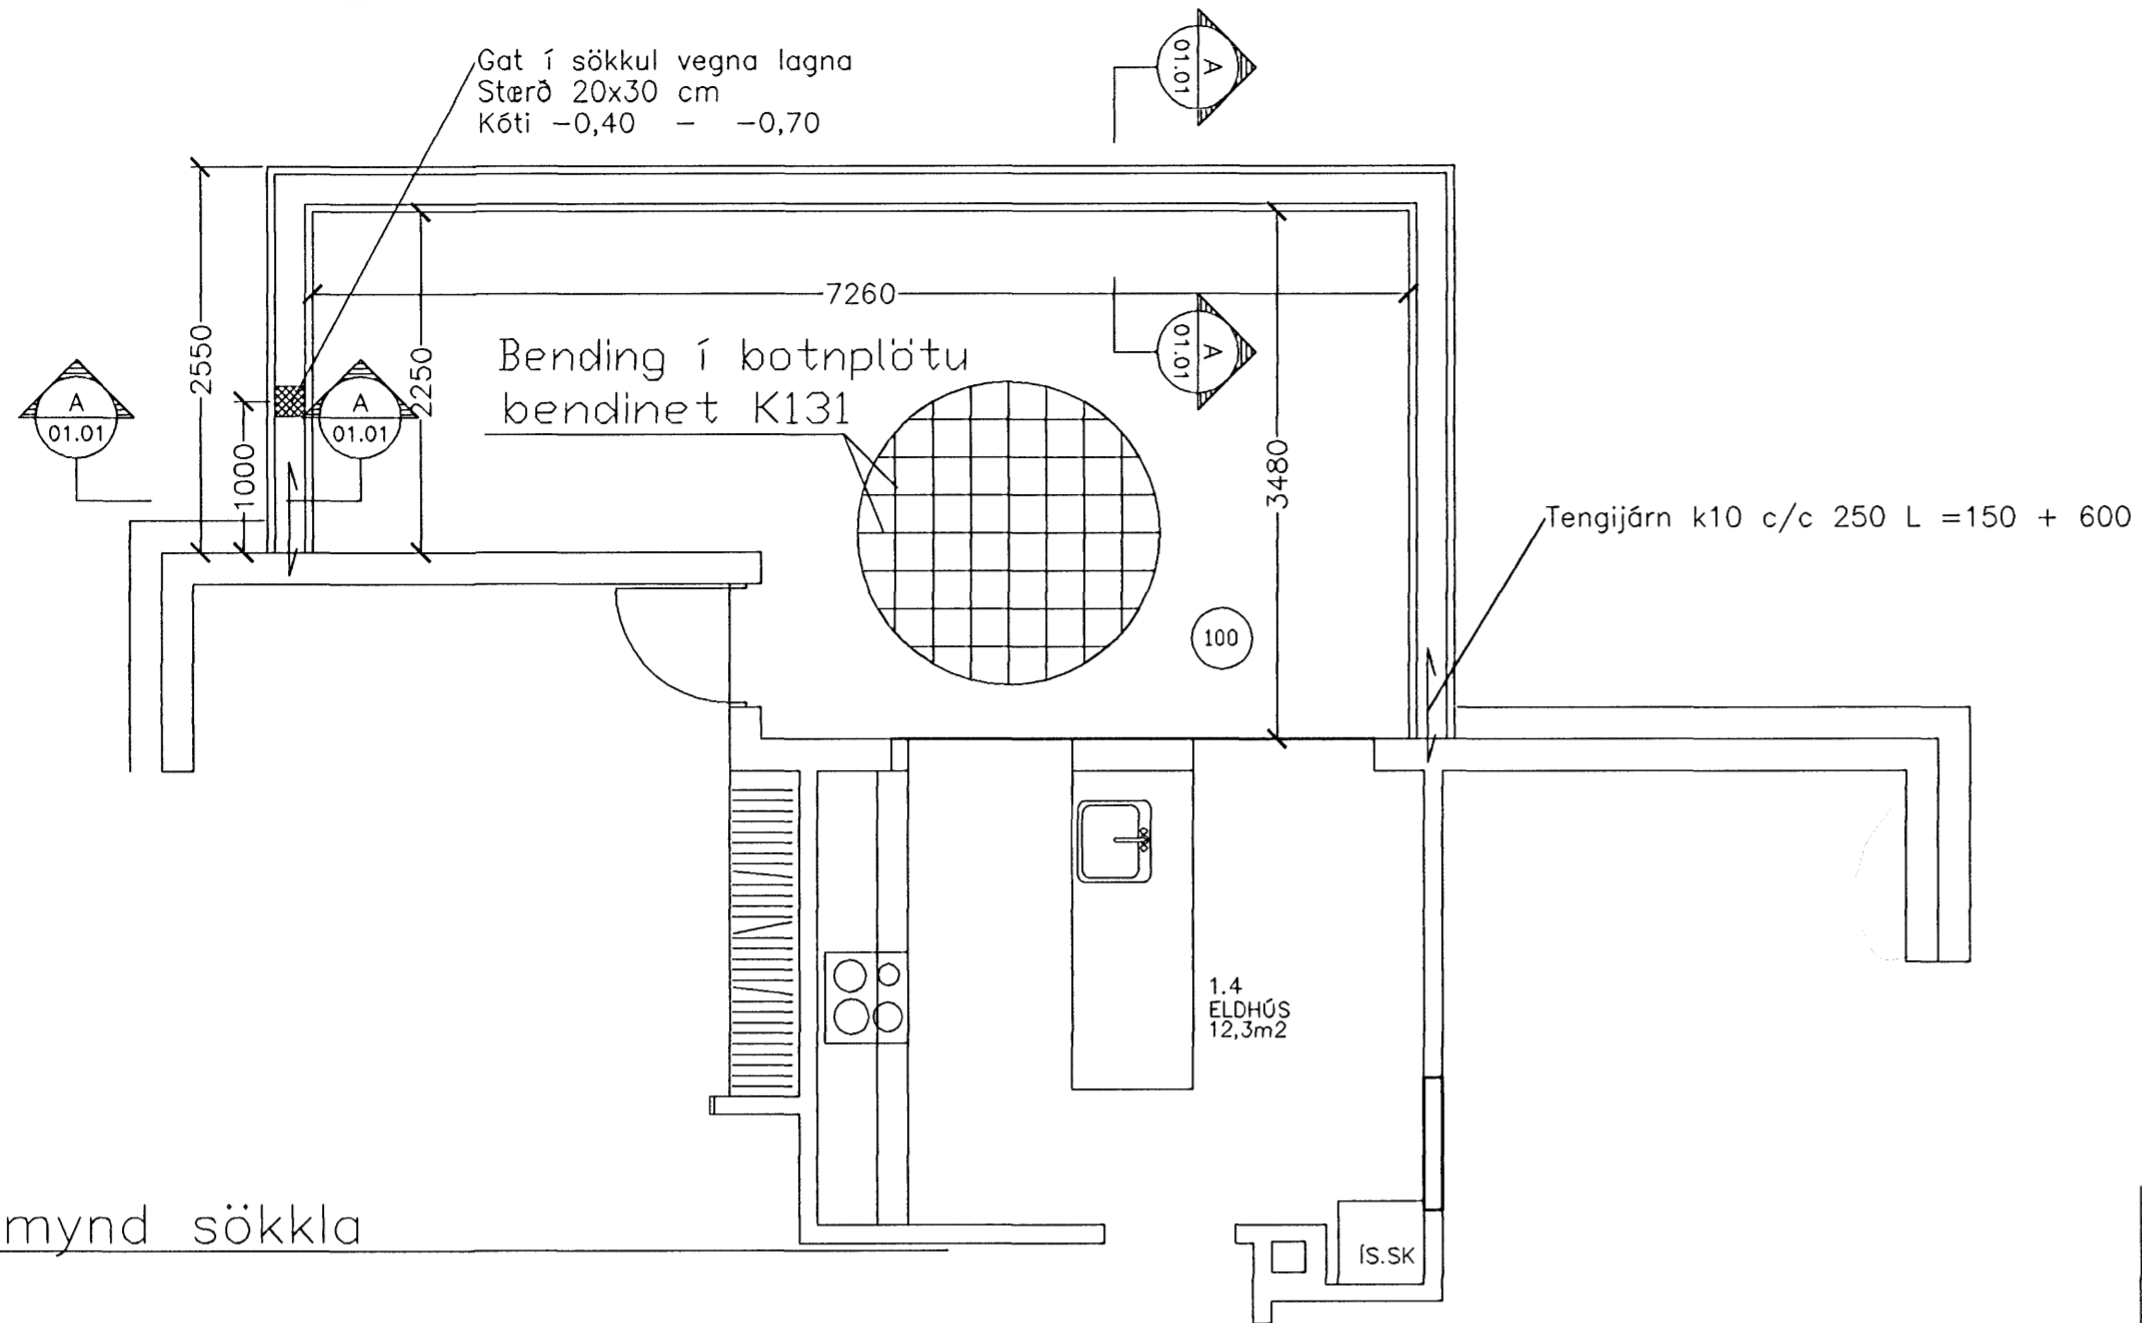 Gat í sökkul vegna lagna
Stærð 20x30 cm
Kóti -0,40 - -0,70
A
01.01
7260
2550
2250
1000
3480
A
01.01
A
01.01
A
01.01
Bending í botnplötu
bendinet K131
Tengijárn k10 c/c 250 L =150 + 600
100
1.4
ELDHÚS
12,3m2
ÍS.SK
mynd sökkla